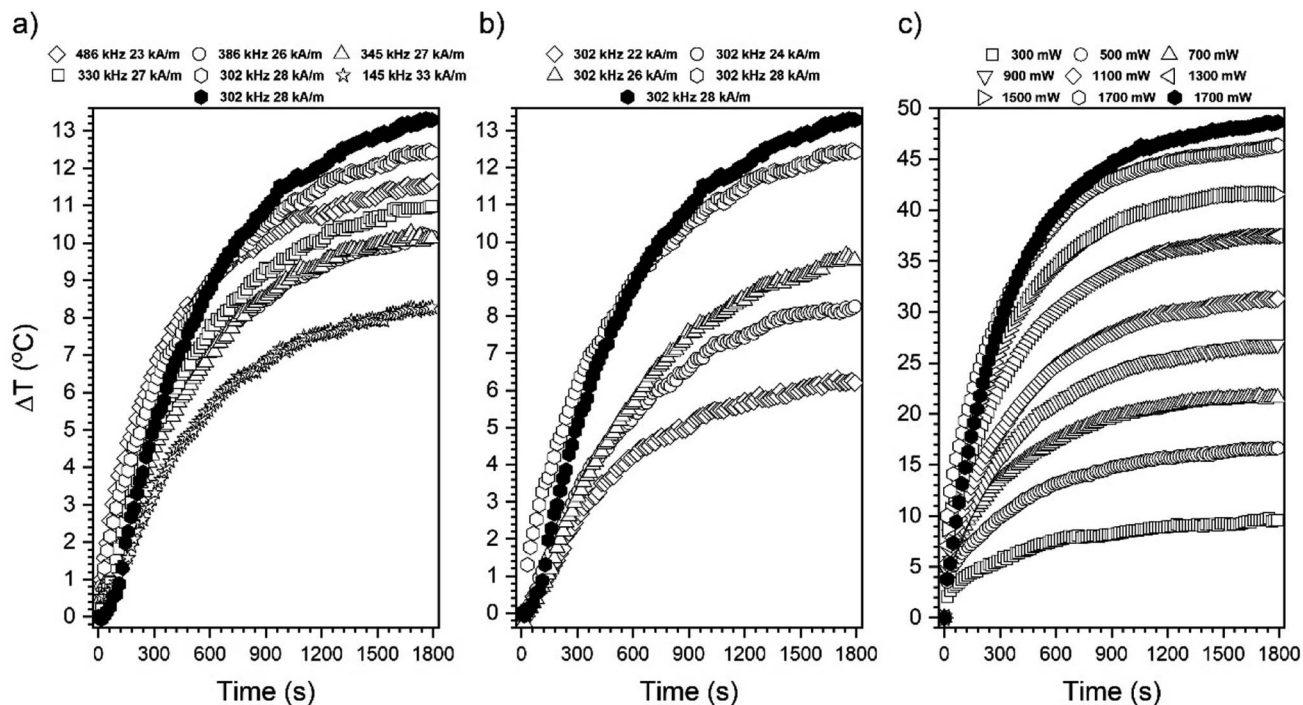 a)
486 kHz 23 kA/m 386 kHz 26 kA/m 345 kHz 27 kA/m
330 kHz 27 kA/m 302 kHz 28 kA/m 145 kHz 33 kA/m
302 kHz 28 kA/m
13
12
11
10
9
8
7
6
5
4
3
2
1
0
ΔT (°C)
0 300 600 900 1200 1500 1800
Time (s)
b)
302 kHz 22 kA/m 302 kHz 24 kA/m
302 kHz 26 kA/m 302 kHz 28 kA/m
302 kHz 28 kA/m
13
12
11
10
9
8
7
6
5
4
3
2
1
0
0 300 600 900 1200 1500 1800
Time (s)
c)
300 mW 500 mW 700 mW
900 mW 1100 mW 1300 mW
1500 mW 1700 mW 1700 mW
50
45
40
35
30
25
20
15
10
5
0
0 300 600 900 1200 1500 1800
Time (s)